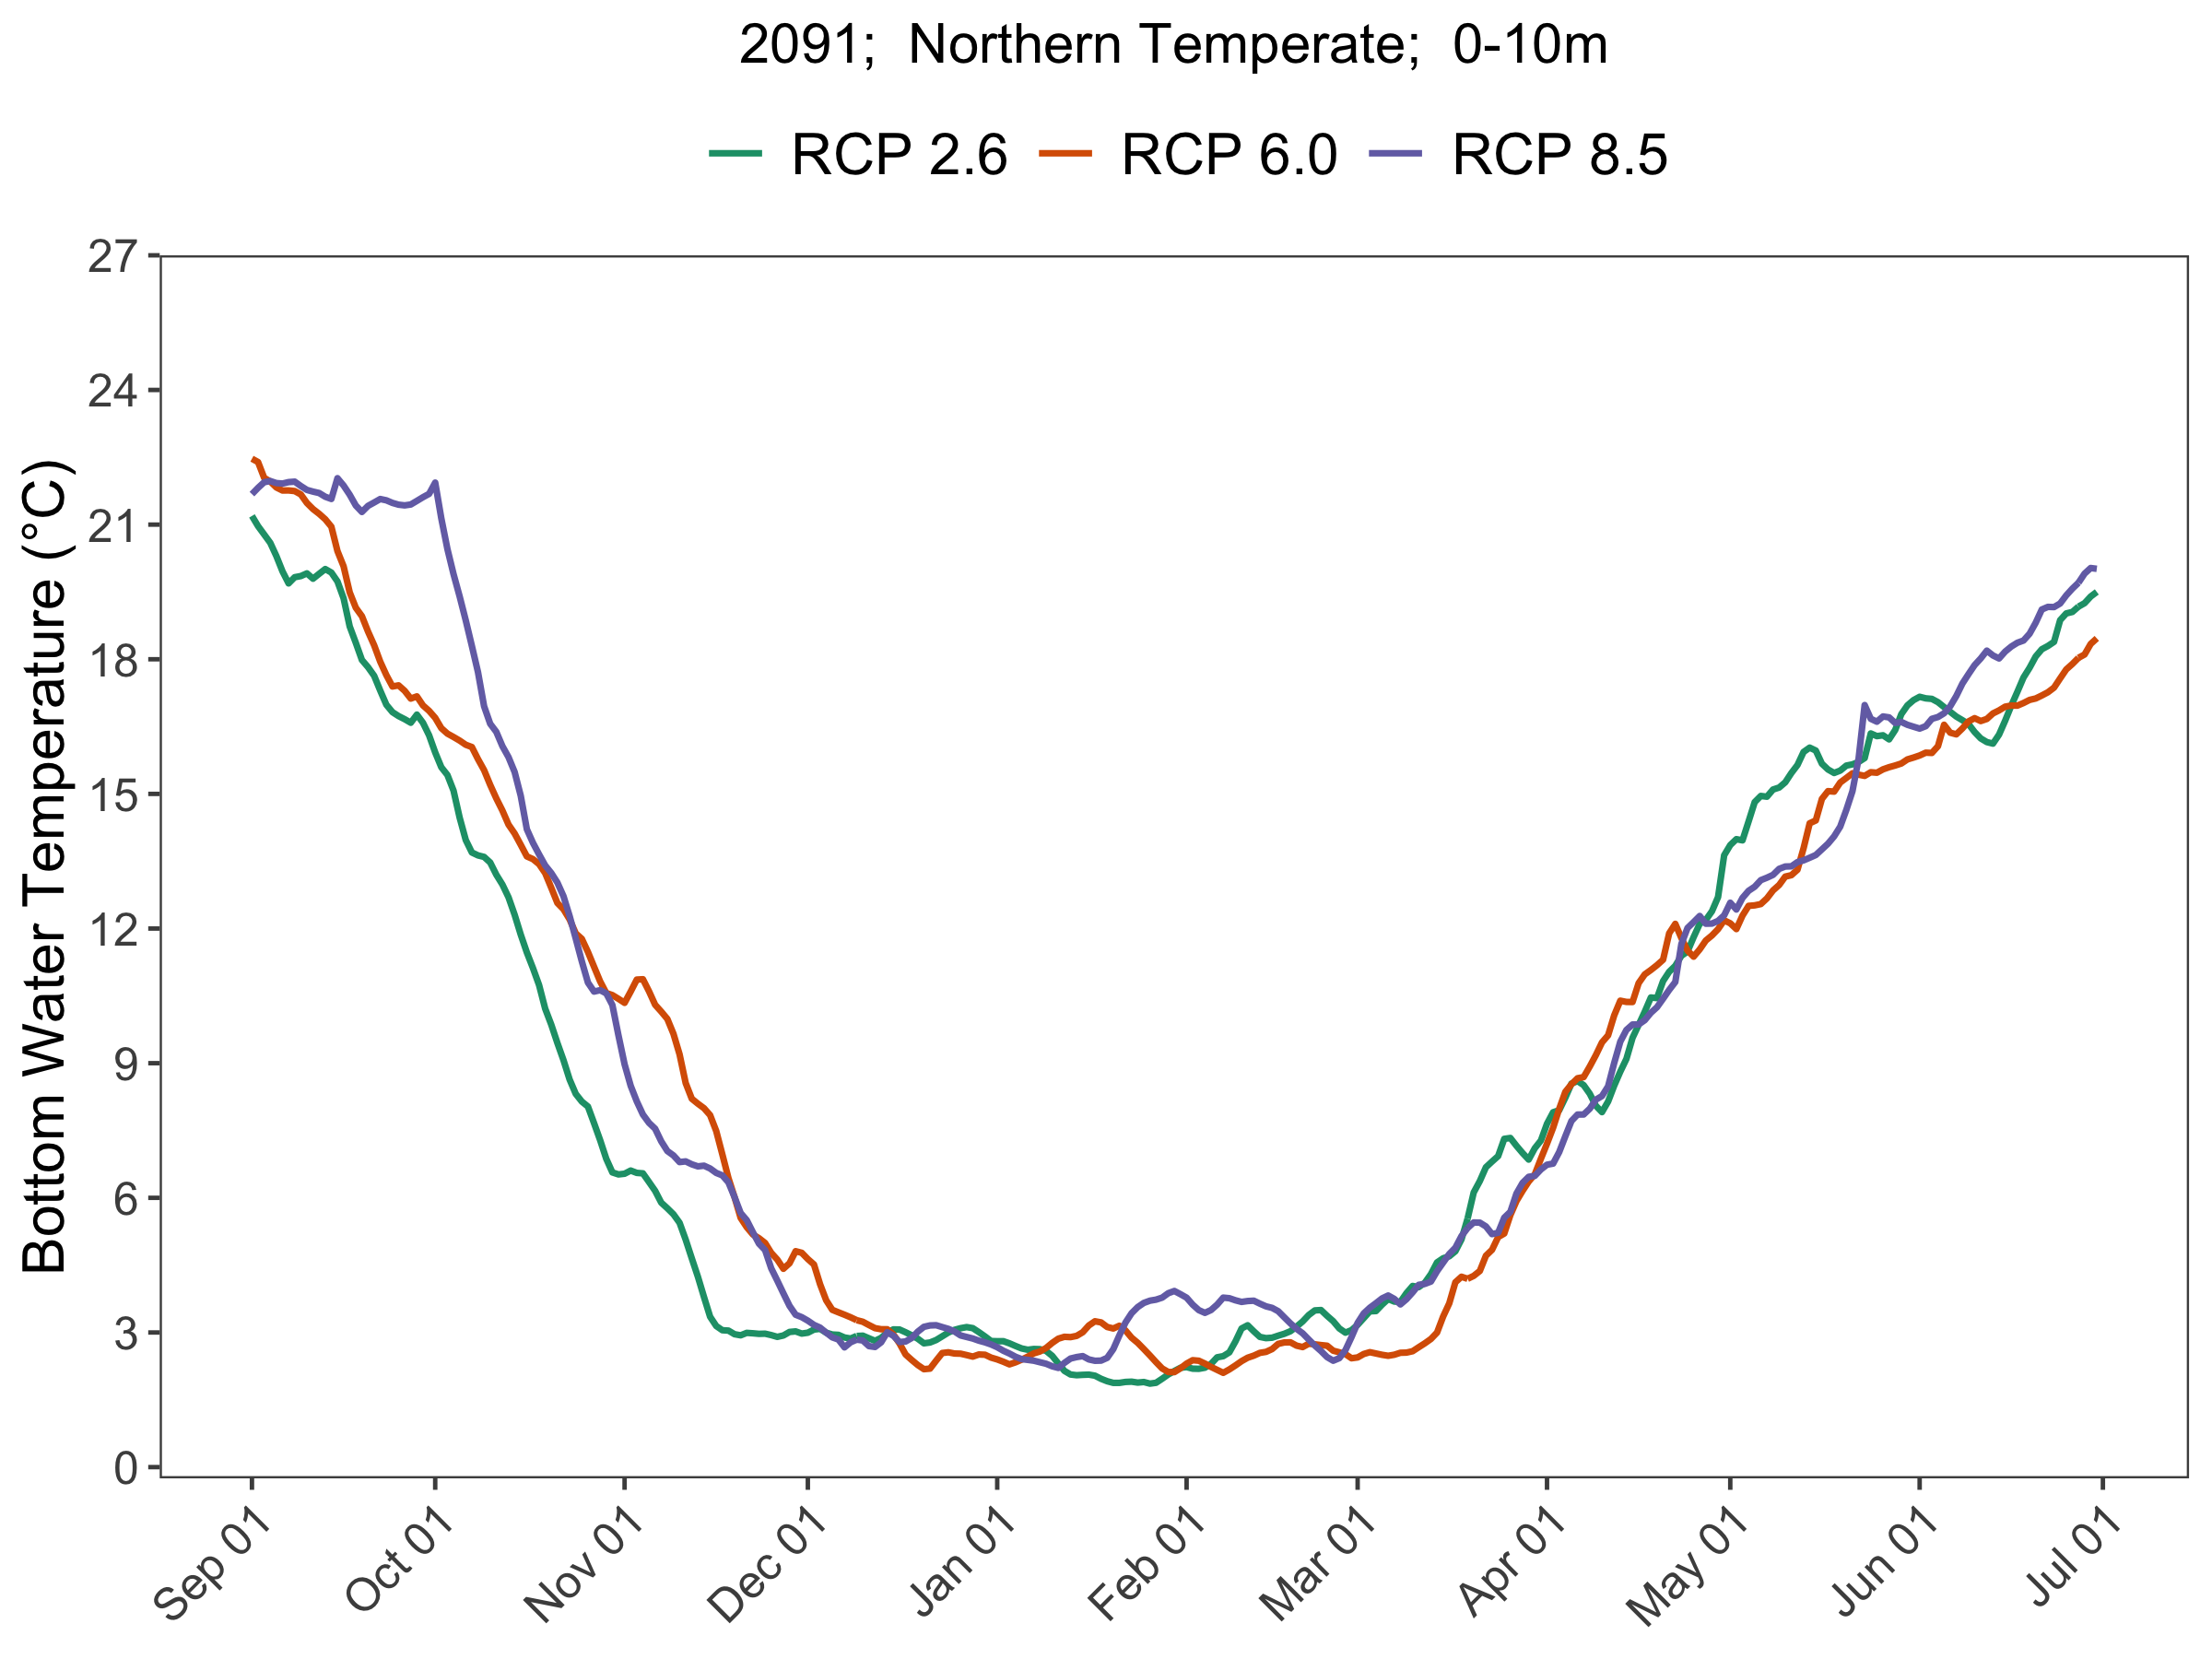 2091;  Northern Temperate;  0-10m
RCP 2.6 RCP 6.0 RCP 8.5
Bottom Water Temperature (°C)
27
24
21
18
15
12
9
6
3
0
Sep 01 Oct 01 Nov 01 Dec 01 Jan 01 Feb 01 Mar 01 Apr 01 May 01 Jun 01 Jul 01